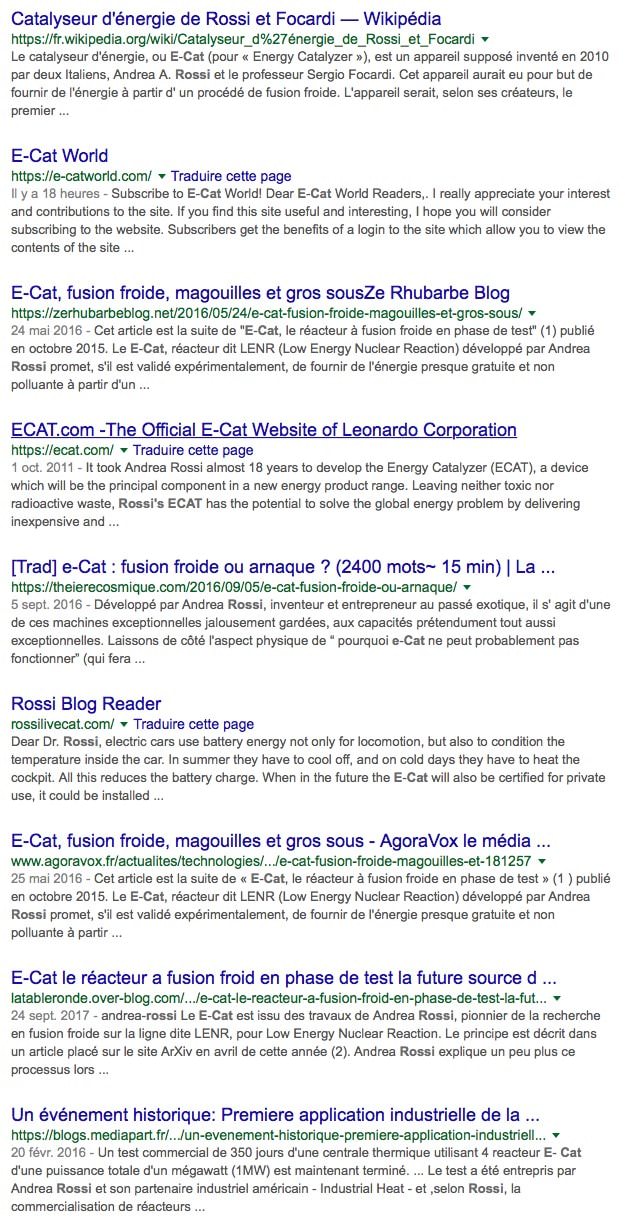 Catalyseur d'énergie de Rossi et Focardi — Wikipédia
https://fr.wikipedia.org/wiki/Catalyseur_d%27énergie_de_Rossi_et_Focardi
Le catalyseur d'énergie, ou E-Cat (pour « Energy Catalyzer »), est un appareil supposé inventé en 2010
par deux Italiens, Andrea A. Rossi et le professeur Sergio Focardi. Cet appareil aurait eu pour but de
fournir de l'énergie à partir d' un procédé de fusion froide. L'appareil serait, selon ses créateurs, le
premier ...
E-Cat World
https://e-catworld.com/ Traduire cette page
Il y a 18 heures - Subscribe to E-Cat World! Dear E-Cat World Readers,. I really appreciate your interest
and contributions to the site. If you find this site useful and interesting, I hope you will consider
subscribing to the website. Subscribers get the benefits of a login to the site which allow you to view the
contents of the site ...
E-Cat, fusion froide, magouilles et gros sousZe Rhubarbe Blog
https://zerhubarbeblog.net/2016/05/24/e-cat-fusion-froide-magouilles-et-gros-sous/
24 mai 2016 - Cet article est la suite de "E-Cat, le réacteur à fusion froide en phase de test" (1) publié
en octobre 2015. Le E-Cat, réacteur dit LENR (Low Energy Nuclear Reaction) développé par Andrea
Rossi promet, s'il est validé expérimentalement, de fournir de l'énergie presque gratuite et non
polluante à partir d'un ...
ECAT.com -The Official E-Cat Website of Leonardo Corporation
https://ecat.com/ Traduire cette page
1 oct. 2011 - It took Andrea Rossi almost 18 years to develop the Energy Catalyzer (ECAT), a device
which will be the principal component in a new energy product range. Leaving neither toxic nor
radioactive waste, Rossi's ECAT has the potential to solve the global energy problem by delivering
inexpensive and ...
[Trad] e-Cat : fusion froide ou arnaque ? (2400 mots~ 15 min) | La ...
https://theierecosmique.com/2016/09/05/e-cat-fusion-froide-ou-arnaque/
5 sept. 2016 - Développé par Andrea Rossi, inventeur et entrepreneur au passé exotique, il s' agit d'une
de ces machines exceptionnelles jalousement gardées, aux capacités prétendument tout aussi
exceptionnelles. Laissons de côté l'aspect physique de “ pourquoi e-Cat ne peut probablement pas
fonctionner” (qui fera ...
Rossi Blog Reader
rossilivecat.com/ Traduire cette page
Dear Dr. Rossi, electric cars use battery energy not only for locomotion, but also to condition the
temperature inside the car. In summer they have to cool off, and on cold days they have to heat the
cockpit. All this reduces the battery charge. When in the future the E-Cat will also be certified for private
use, it could be installed ...
E-Cat, fusion froide, magouilles et gros sous - AgoraVox le média ...
www.agoravox.fr/actualites/technologies/.../e-cat-fusion-froide-magouilles-et-181257
25 mai 2016 - Cet article est la suite de « E-Cat, le réacteur à fusion froide en phase de test » (1 ) publié
en octobre 2015. Le E-Cat, réacteur dit LENR (Low Energy Nuclear Reaction) développé par Andrea
Rossi promet, s'il est validé expérimentalement, de fournir de l'énergie presque gratuite et non
polluante à partir ...
E-Cat le réacteur a fusion froid en phase de test la future source d ...
latableronde.over-blog.com/.../e-cat-le-reacteur-a-fusion-froid-en-phase-de-test-la-fut...
24 sept. 2017 - andrea-rossi Le E-Cat est issu des travaux de Andrea Rossi, pionnier de la recherche
en fusion froide sur la ligne dite LENR, pour Low Energy Nuclear Reaction. Le principe est décrit dans
un article placé sur le site ArXiv en avril de cette année (2). Andrea Rossi explique un peu plus ce
processus lors ...
Un événement historique: Premiere application industrielle de la ...
https://blogs.mediapart.fr/.../un-evenement-historique-premiere-application-industriell...
20 févr. 2016 - Un test commercial de 350 jours d'une centrale thermique utilisant 4 reacteur E- Cat
d'une puissance totale d'un mégawatt (1MW) est maintenant terminé. ... Le test a été entrepris par
Andrea Rossi et son partenaire industriel américain - Industrial Heat - et ,selon Rossi, la
commercialisation de réacteurs ...